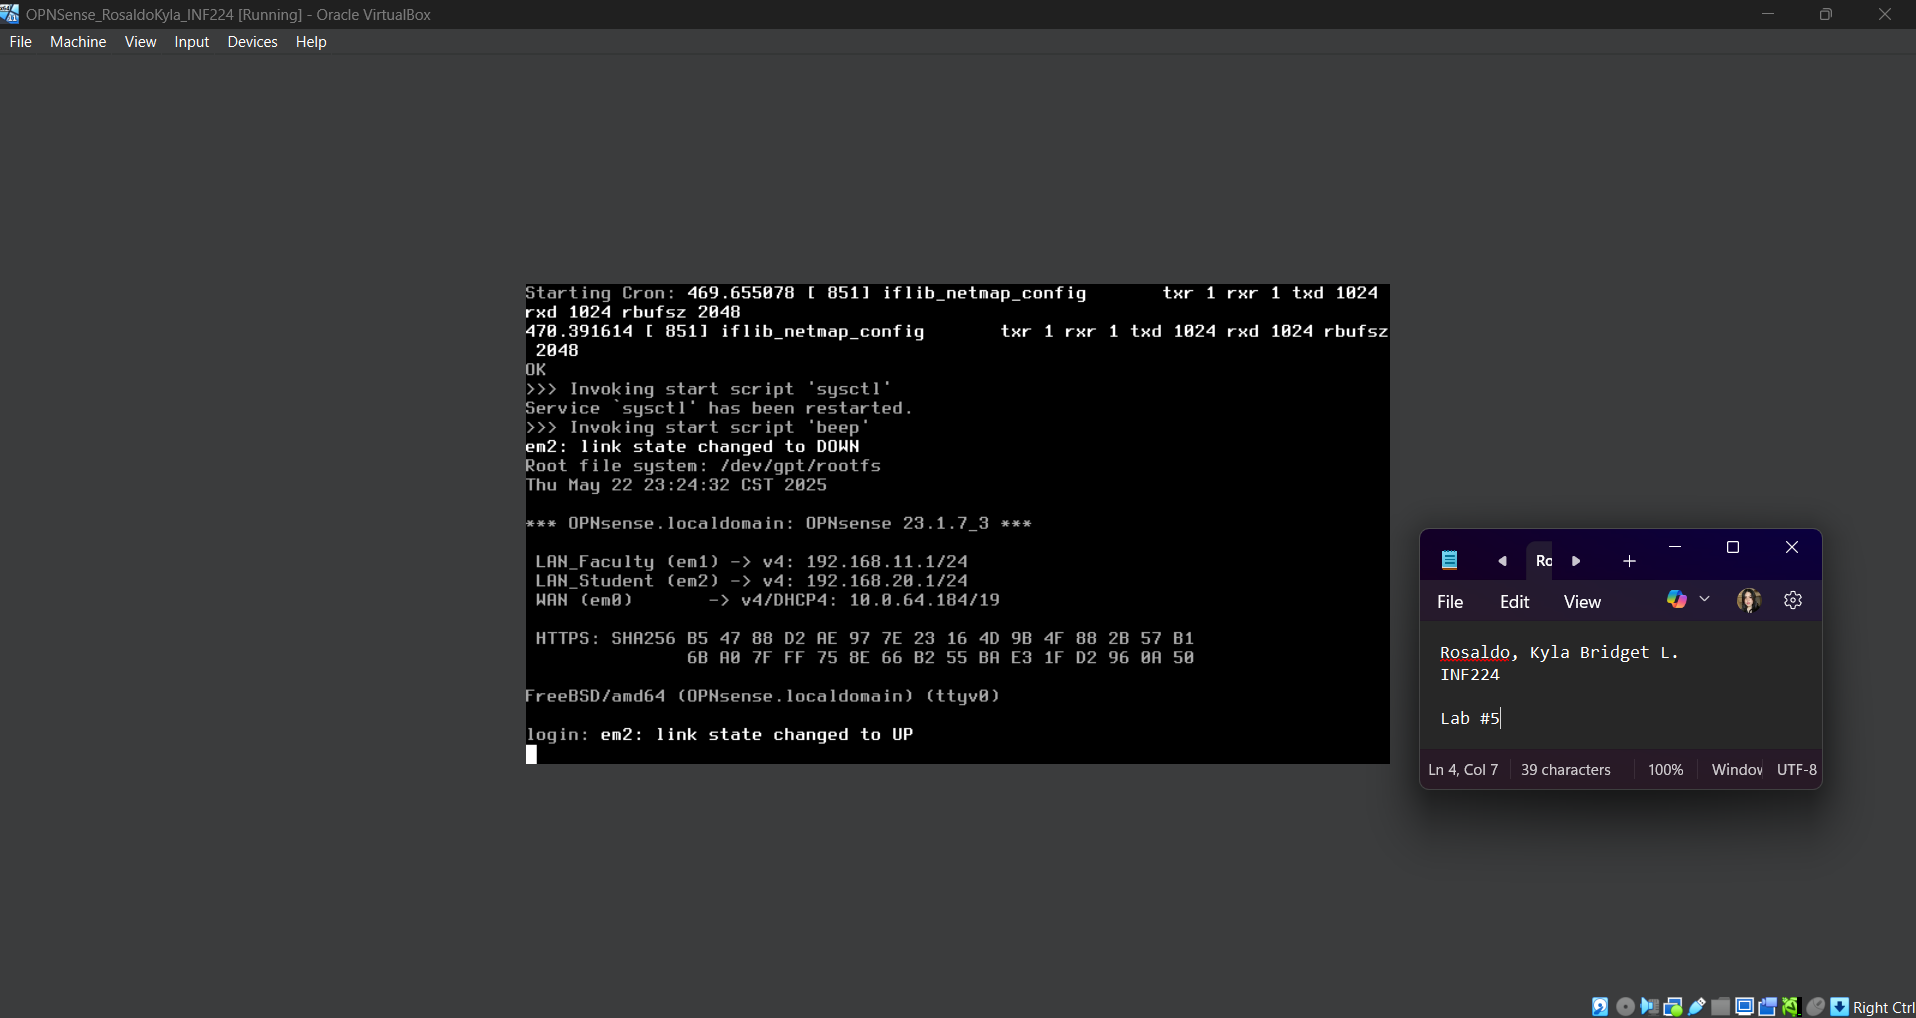 OPNSense_RosaldoKyla_INF224 [Running] - Oracle VirtualBox
File Machine View Input Devices Help
Starting Cron: 469.655078 [ 851] iflib_netmap_config txr 1 rxr 1 txd 1024
rxd 1024 rbufsz 2048
470.391614 [ 851] iflib_netmap_config txr 1 rxr 1 txd 1024 rxd 1024 rbufsz
2048
OK
>>> Invoking start script 'sysctl'
Service `sysctl' has been restarted.
>>> Invoking start script 'beep'
em2: link state changed to DOWN
Root file system: /dev/gpt/rootfs
Thu May 22 23:24:32 CST 2025
*** OPNsense.localdomain: OPNsense 23.1.7_3 ***
LAN_Faculty (em1) -> v4: 192.168.11.1/24
LAN_Student (em2) -> v4: 192.168.20.1/24
WAN (em0) -> v4/DHCP4: 10.0.64.184/19
HTTPS: SHA256 B5 47 88 D2 AE 97 7E 23 16 4D 9B 4F 88 2B 57 B1
6B A0 7F FF 75 8E 66 B2 55 BA E3 1F D2 96 0A 50
FreeBSD/amd64 (OPNsense.localdomain) (ttyv0)
login: em2: link state changed to UP
Ro
File Edit View
Rosaldo, Kyla Bridget L.
INF224
Lab #5
Ln 4, Col 7 39 characters 100% Window UTF-8
Right Ctrl